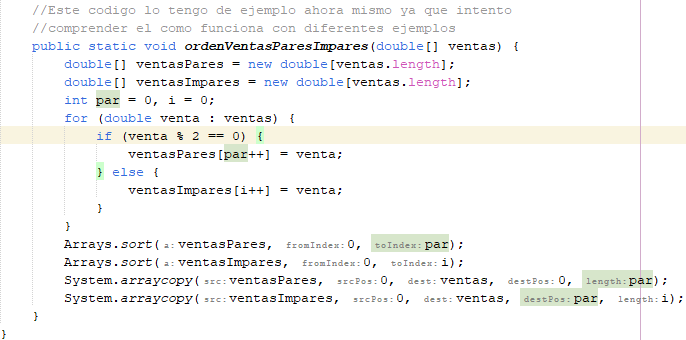 //Este codigo lo tengo de ejemplo ahora mismo ya que intento
//comprender el como funciona con diferentes ejemplos
public static void ordenVentasParesImpares(double[] ventas) {
double[] ventasPares = new double[ventas.length];
double[] ventasImpares = new double[ventas.length];
int par = 0, i = 0;
for (double venta : ventas) {
if (venta % 2 == 0) {
ventasPares[par++] = venta;
} else {
ventasImpares[i++] = venta;
}
}
Arrays.sort( a: ventasPares, fromIndex: 0, toIndex: par);
Arrays.sort( a: ventasImpares, fromIndex: 0, toIndex: i);
System.arraycopy( src: ventasPares, srcPos: 0, dest: ventas, destPos: 0, length: par);
System.arraycopy( src: ventasImpares, srcPos: 0, dest: ventas, destPos: par, length: i);
}
}